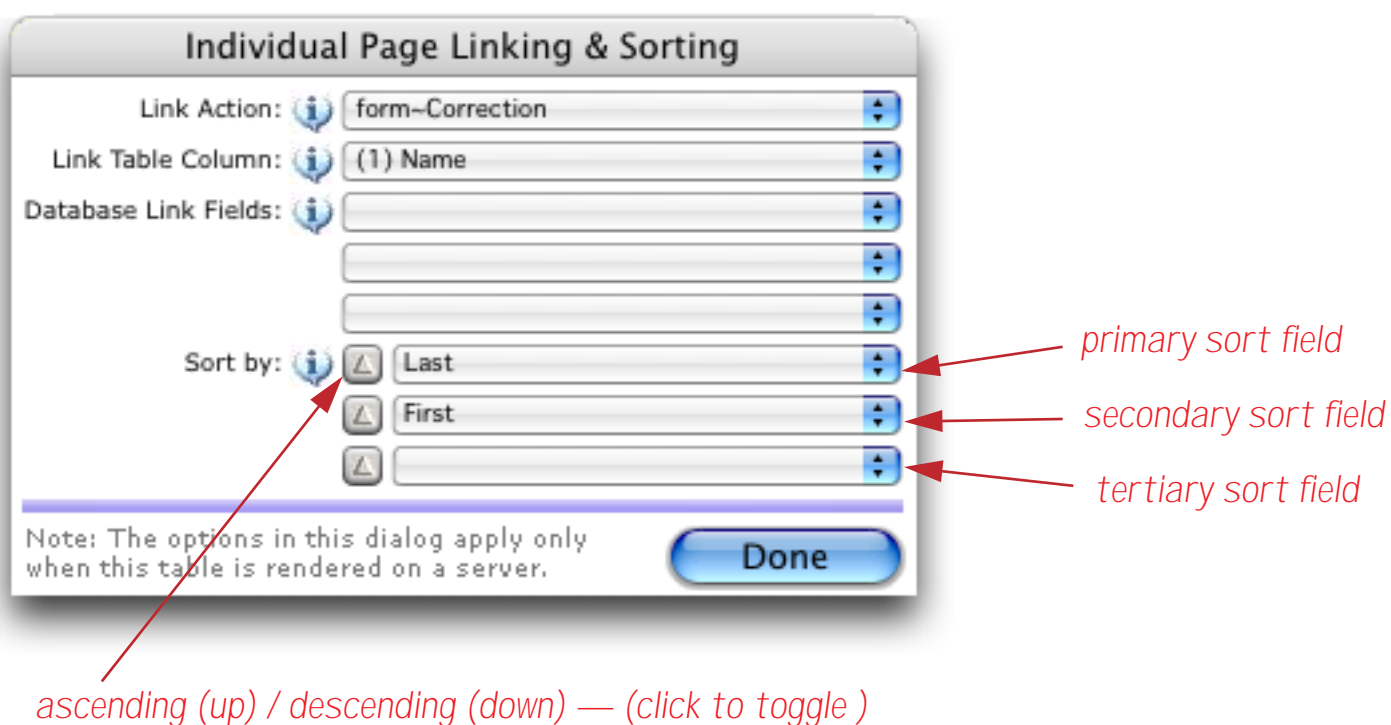 Individual Page Linking & Sorting
Link Action: form~Correction
Link Table Column: (1) Name
Database Link Fields:
Sort by: Last
First
primary sort field
secondary sort field
tertiary sort field
Note: The options in this dialog apply only
when this table is rendered on a server.
Done
ascending (up) / descending (down) — (click to toggle )